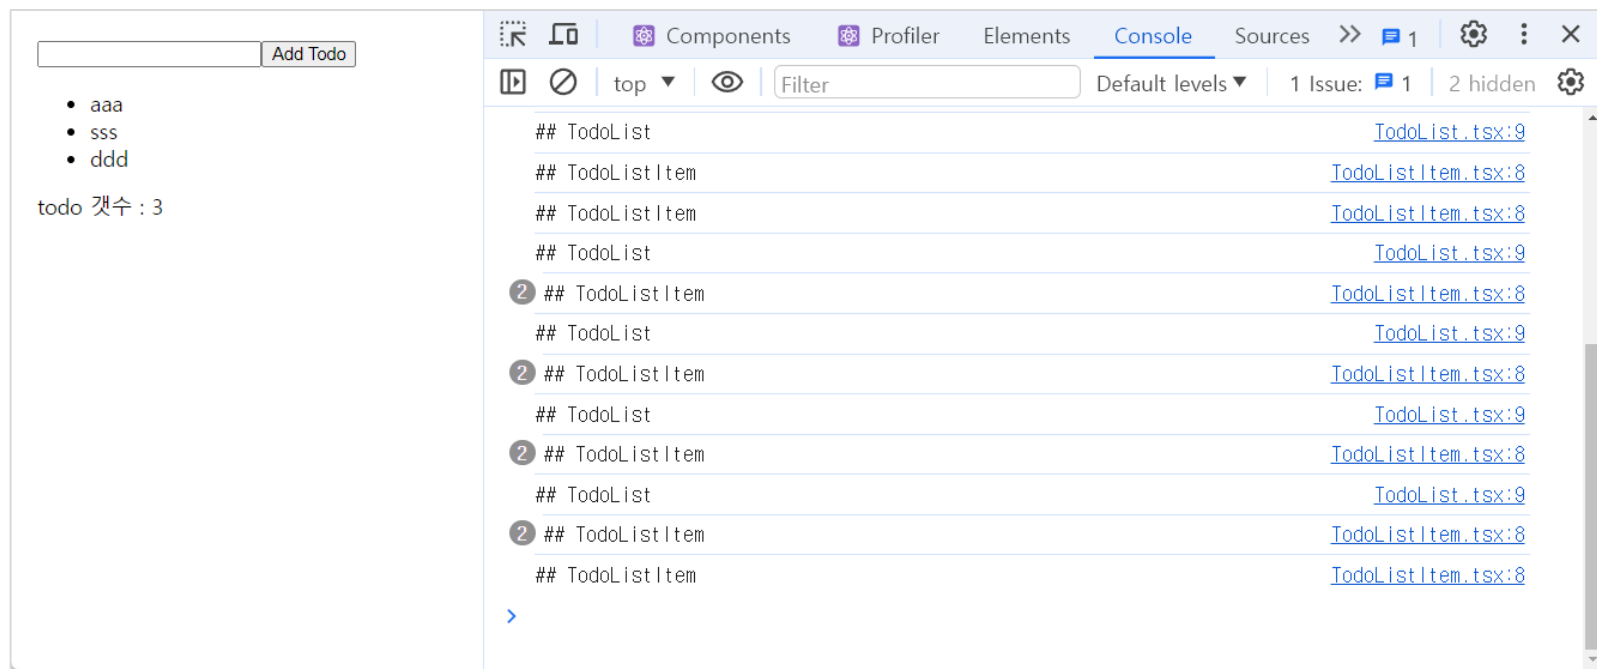 Add Todo
aaa
sss
ddd
todo 갯수 : 3
Components Profiler Elements Console Sources 1
top ▼ Filter Default levels ▼ 1 Issue: 1 2 hidden
## TodoList TodoList.tsx:9
## TodoListItem TodoListItem.tsx:8
## TodoListItem TodoListItem.tsx:8
## TodoList TodoList.tsx:9
2 ## TodoListItem TodoListItem.tsx:8
## TodoList TodoList.tsx:9
2 ## TodoListItem TodoListItem.tsx:8
## TodoList TodoList.tsx:9
2 ## TodoListItem TodoListItem.tsx:8
## TodoList TodoList.tsx:9
2 ## TodoListItem TodoListItem.tsx:8
## TodoListItem TodoListItem.tsx:8